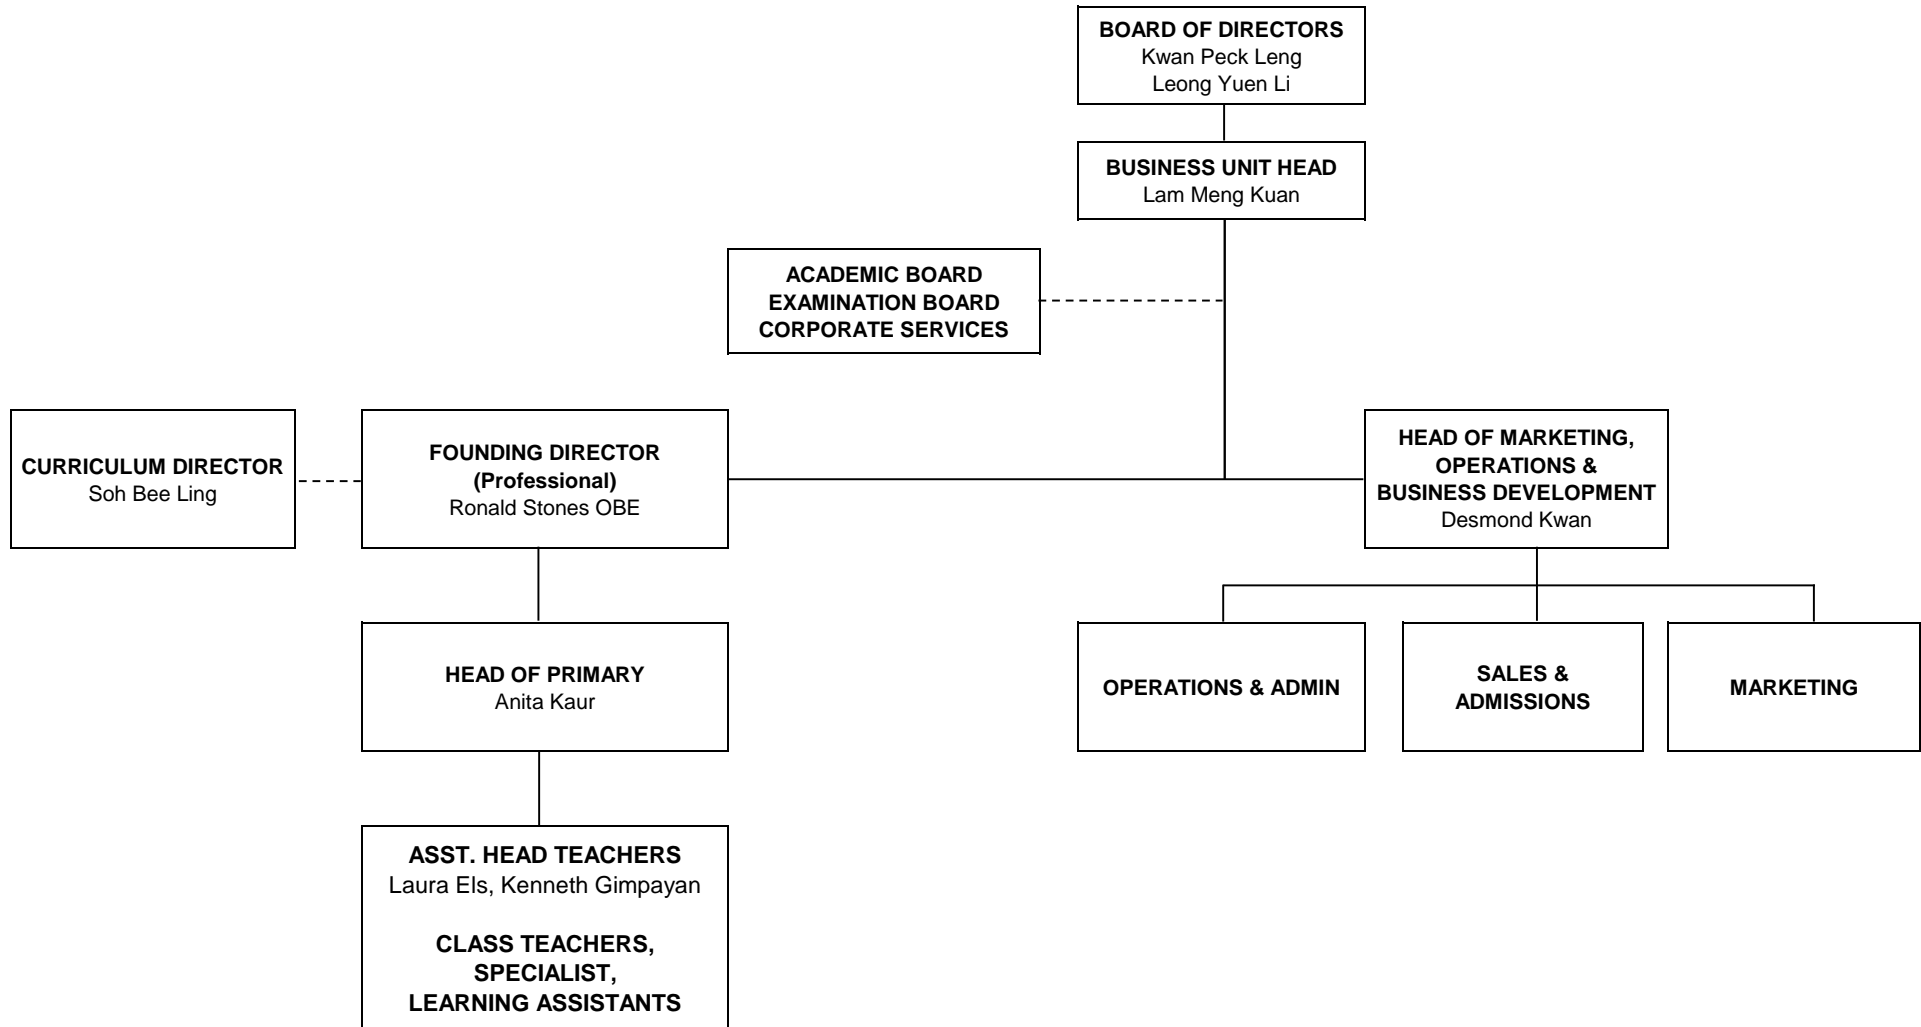 BOARD OF DIRECTORS
Kwan Peck Leng
Leong Yuen Li
BUSINESS UNIT HEAD
Lam Meng Kuan
ACADEMIC BOARD
EXAMINATION BOARD
CORPORATE SERVICES
CURRICULUM DIRECTOR
Soh Bee Ling
FOUNDING DIRECTOR
(Professional)
Ronald Stones OBE
HEAD OF MARKETING,
OPERATIONS &
BUSINESS DEVELOPMENT
Desmond Kwan
HEAD OF PRIMARY
Anita Kaur
OPERATIONS & ADMIN
SALES &
ADMISSIONS
MARKETING
ASST. HEAD TEACHERS
Laura Els, Kenneth Gimpayan
CLASS TEACHERS,
SPECIALIST,
LEARNING ASSISTANTS